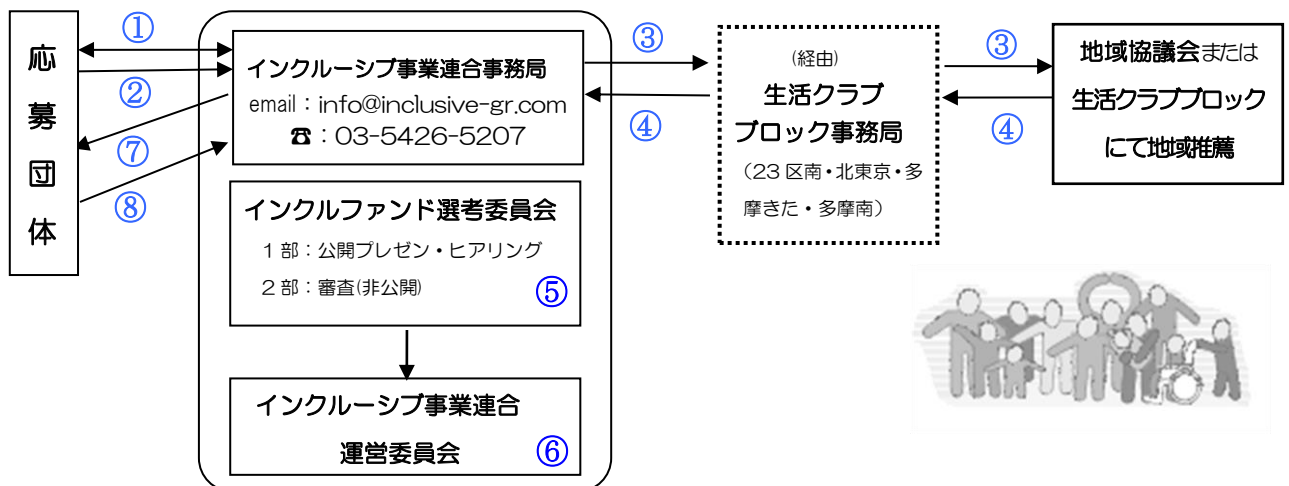 応募団体
①
②
⑦
⑧
インクルーシブ事業連合事務局
email：info@inclusive-gr.com
☎：03-5426-5207
インクルファンド選考委員会
1部：公開プレゼン・ヒアリング
2部：審査(非公開)
⑤
インクルーシブ事業連合
運営委員会
⑥
③
④
(経由)
生活クラブ
ブロック事務局
（23区南・北東京・多
摩きた・多摩南）
③
④
地域協議会または
生活クラブブロック
にて地域推薦